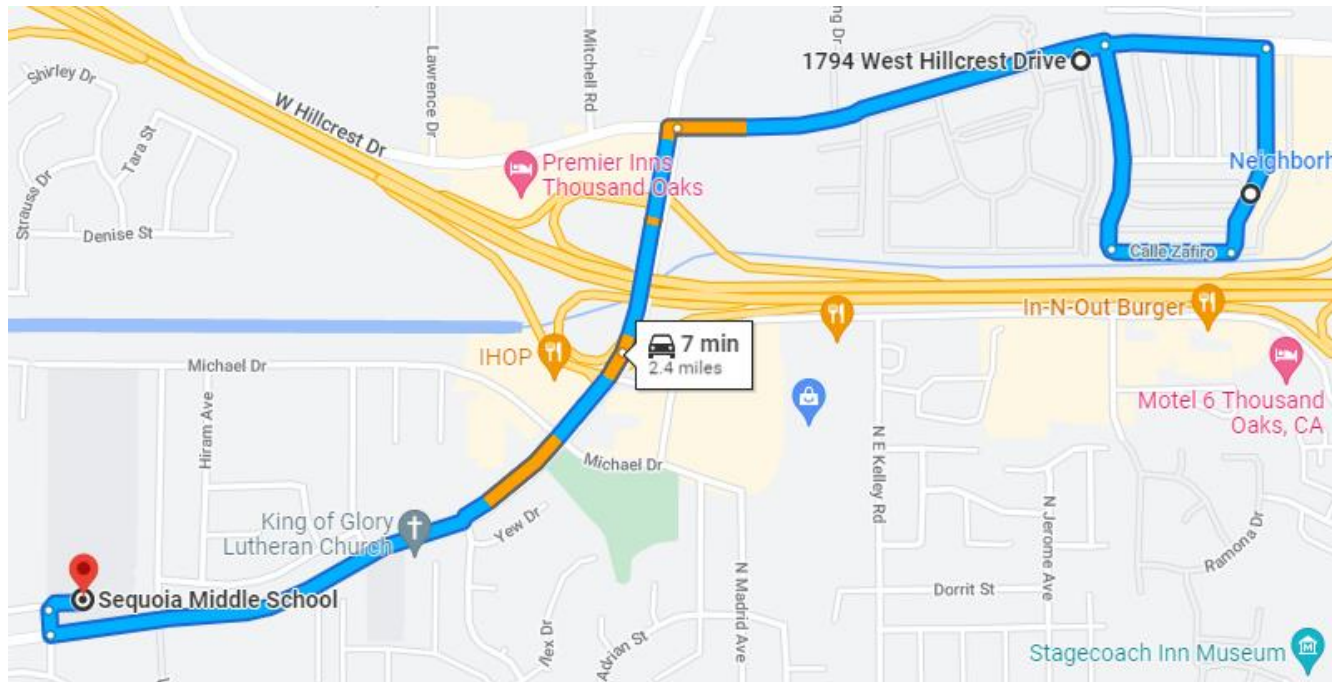 Shirley Dr
Tara St
Strauss Dr
Denise St
W Hillcrest Dr
Lawrence Dr
Mitchell Rd
ng Dr
1794 West Hillcrest Drive
Premier Inns
Thousand Oaks
Neighborh
Calle Zafiro
In-N-Out Burger
7 min
2.4 miles
IHOP
Michael Dr
Hiram Ave
Motel 6 Thousand
Oaks, CA
Michael Dr
N E Kelley Rd
N Jerome Ave
Ramona Dr
Yew Dr
King of Glory
Lutheran Church
N Madrid Ave
Dorrit St
Sequoia Middle School
Adrian St
Stagecoach Inn Museum